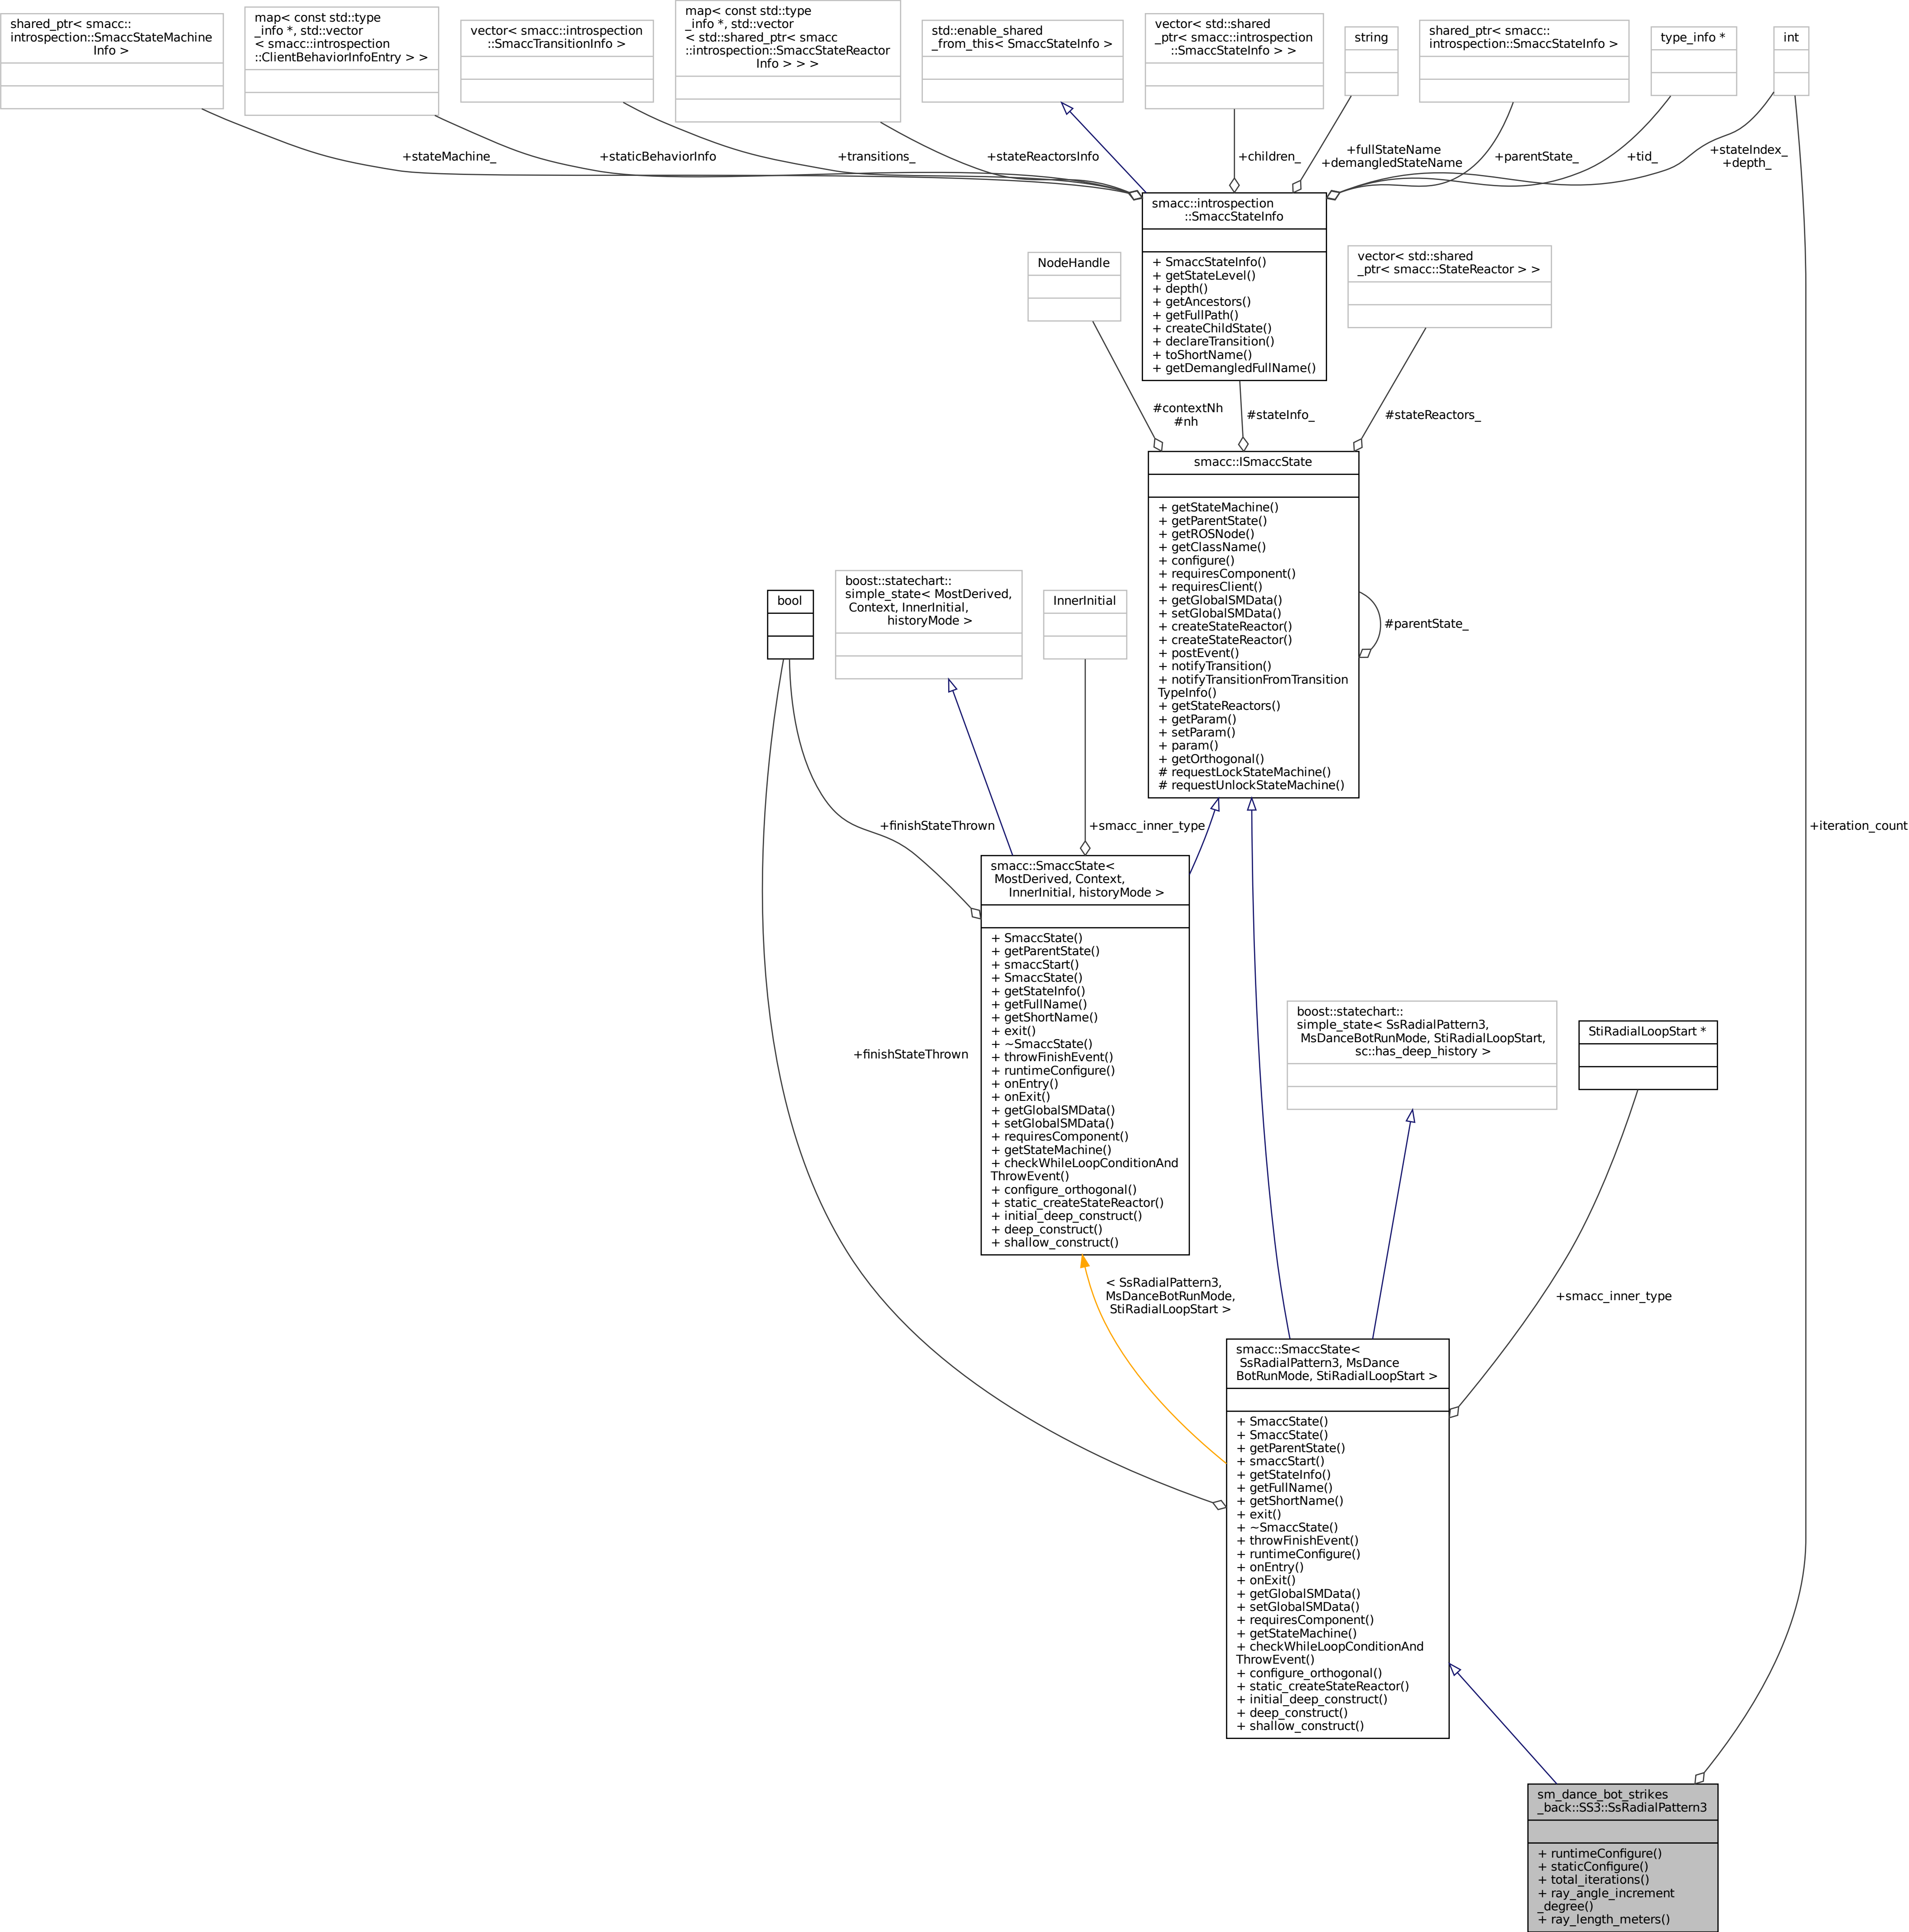 shared_ptr< smacc::
introspection::SmaccStateMachine
Info >
map< const std::type
_info *, std::vector
< smacc::introspection
::ClientBehaviorInfoEntry > >
vector< smacc::introspection
::SmaccTransitionInfo >
map< const std::type
_info *, std::vector
< std::shared_ptr< smacc
::introspection::SmaccStateReactor
Info > > >
std::enable_shared
_from_this< SmaccStateInfo >
vector< std::shared
_ptr< smacc::introspection
::SmaccStateInfo > >
string
shared_ptr< smacc::
introspection::SmaccStateInfo >
type_info *
int
+stateMachine_
+staticBehaviorInfo
+transitions_
+stateReactorsInfo
+children_
+fullStateName
+demangledStateName
+parentState_
+tid_
+stateIndex_
+depth_
smacc::introspection
::SmaccStateInfo
+ SmaccStateInfo()
+ getStateLevel()
+ depth()
+ getAncestors()
+ getFullPath()
+ createChildState()
+ declareTransition()
+ toShortName()
+ getDemangledFullName()
NodeHandle
vector< std::shared
_ptr< smacc::StateReactor > >
#contextNh
#nh
#stateInfo_
#stateReactors_
smacc::ISmaccState
+ getStateMachine()
+ getParentState()
+ getROSNode()
+ getClassName()
+ configure()
+ requiresComponent()
+ requiresClient()
+ getGlobalSMData()
+ setGlobalSMData()
+ createStateReactor()
+ createStateReactor()
+ postEvent()
+ notifyTransition()
+ notifyTransitionFromTransition
TypeInfo()
+ getStateReactors()
+ getParam()
+ setParam()
+ param()
+ getOrthogonal()
# requestLockStateMachine()
# requestUnlockStateMachine()
#parentState_
bool
boost::statechart::
simple_state< MostDerived,
Context, InnerInitial,
historyMode >
InnerInitial
+finishStateThrown
+smacc_inner_type
+iteration_count
smacc::SmaccState<
MostDerived, Context,
InnerInitial, historyMode >
+ SmaccState()
+ getParentState()
+ smaccStart()
+ SmaccState()
+ getStateInfo()
+ getFullName()
+ getShortName()
+ exit()
+ ~SmaccState()
+ throwFinishEvent()
+ runtimeConfigure()
+ onEntry()
+ onExit()
+ getGlobalSMData()
+ setGlobalSMData()
+ requiresComponent()
+ getStateMachine()
+ checkWhileLoopConditionAnd
ThrowEvent()
+ configure_orthogonal()
+ static_createStateReactor()
+ initial_deep_construct()
+ deep_construct()
+ shallow_construct()
+finishStateThrown
boost::statechart::
simple_state< SsRadialPattern3,
MsDanceBotRunMode, StiRadialLoopStart,
sc::has_deep_history >
StiRadialLoopStart *
< SsRadialPattern3,
MsDanceBotRunMode,
StiRadialLoopStart >
+smacc_inner_type
smacc::SmaccState<
SsRadialPattern3, MsDance
BotRunMode, StiRadialLoopStart >
+ SmaccState()
+ SmaccState()
+ getParentState()
+ smaccStart()
+ getStateInfo()
+ getFullName()
+ getShortName()
+ exit()
+ ~SmaccState()
+ throwFinishEvent()
+ runtimeConfigure()
+ onEntry()
+ onExit()
+ getGlobalSMData()
+ setGlobalSMData()
+ requiresComponent()
+ getStateMachine()
+ checkWhileLoopConditionAnd
ThrowEvent()
+ configure_orthogonal()
+ static_createStateReactor()
+ initial_deep_construct()
+ deep_construct()
+ shallow_construct()
sm_dance_bot_strikes
_back::SS3::SsRadialPattern3
+ runtimeConfigure()
+ staticConfigure()
+ total_iterations()
+ ray_angle_increment
_degree()
+ ray_length_meters()